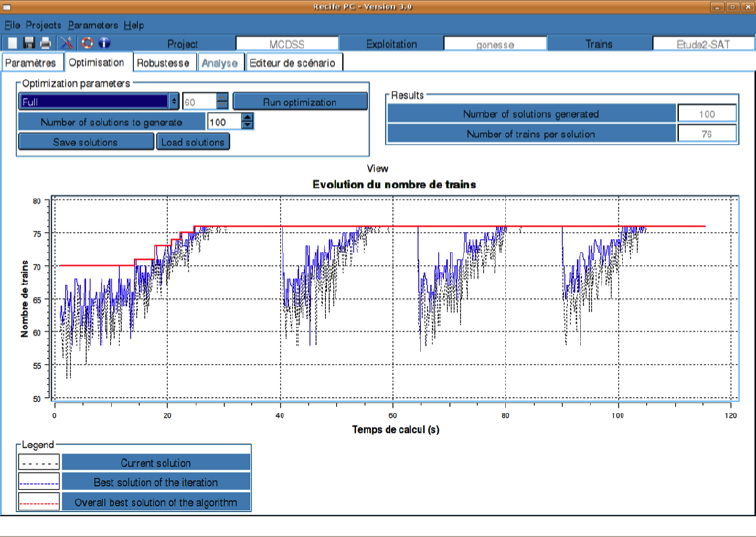 Recife PC - Version 3.0
File Projects Parameters Help
Project MCDSS Exploitation gonesse Trains Etude2-SAT
Paramètres Optimisation Robustesse Analyse Editeur de scénario
Optimization parameters
Full 60 Run optimization
Number of solutions to generate 100
Save solutions Load solutions
Results
Number of solutions generated 100
Number of trains per solution 76
View
Evolution du nombre de trains
Nombre de trains
80
75
70
65
60
55
50
0 20 40 60 80 100 120
Temps de calcul (s)
Legend
Current solution
Best solution of the iteration
Overall best solution of the algorithm